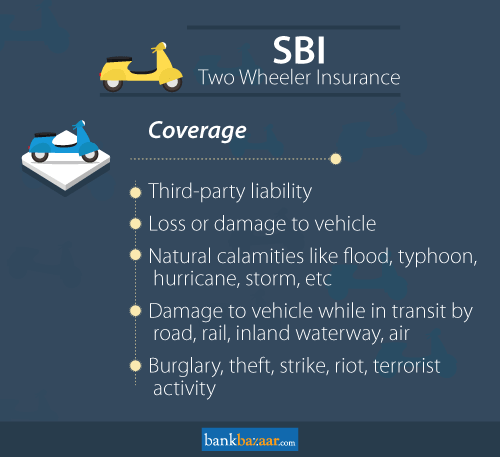 SBI
Two Wheeler Insurance
Coverage
Third-party liability
Loss or damage to vehicle
Natural calamities like flood, typhoon,
hurricane, storm, etc
Damage to vehicle while in transit by
road, rail, inland waterway, air
Burglary, theft, strike, riot, terrorist
activity
bankbazaar.com